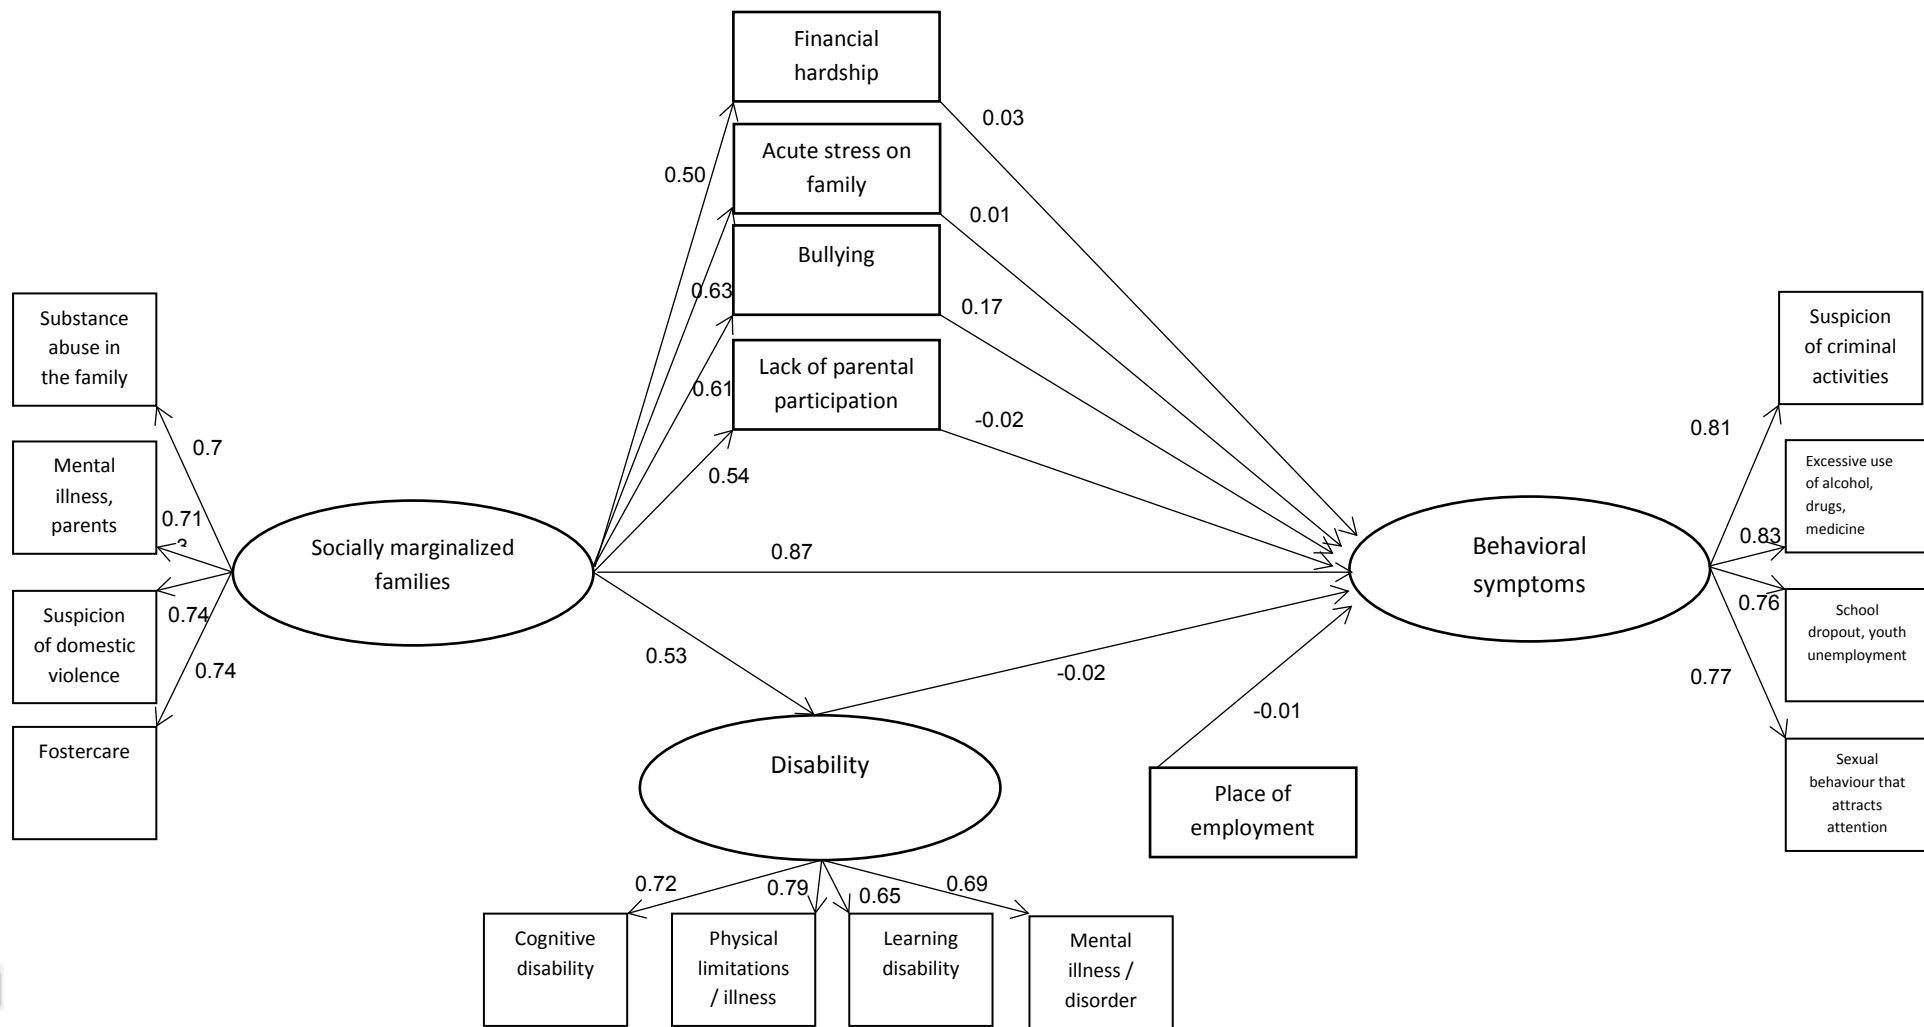 Financial
hardship
0.03
Acute stress on
family
0.50
0.01
Bullying
0.63
0.17
Lack of parental
participation
0.61
-0.02
0.54
Substance
abuse in
the family
0.7
Mental
illness,
parents
0.71
Suspicion
of domestic
violence
0.74
0.74
Fostercare
Socially marginalized
families
0.87
0.53
-0.02
-0.01
Behavioral
symptoms
Disability
Place of
employment
0.72
0.79
0.65
0.69
Cognitive
disability
Physical
limitations
/ illness
Learning
disability
Mental
illness /
disorder
Suspicion
of criminal
activities
0.81
Excessive use
of alcohol,
drugs,
medicine
0.83
School
dropout, youth
unemployment
0.76
0.77
Sexual
behaviour that
attracts
attention